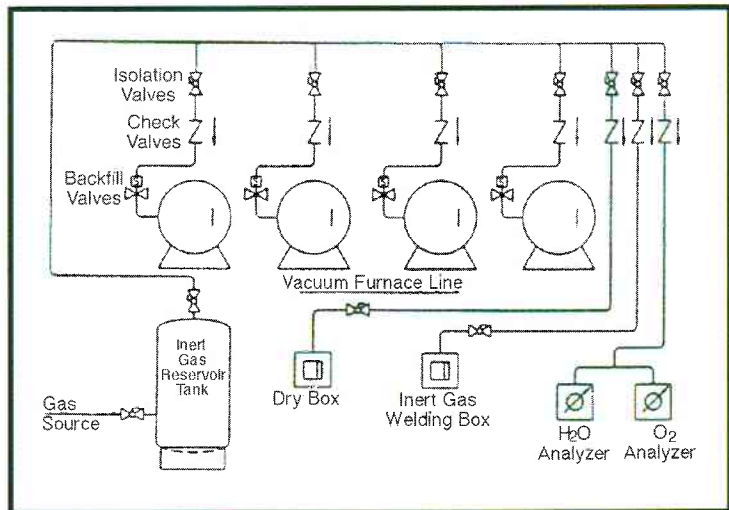 Isolation
Valves
Check
Valves
Backfill
Valves
S
S
S
S
Vacuum Furnace Line
Inert
Gas
Reservoir
Tank
Gas
Source
Dry Box
Inert Gas
Welding Box
H₂O
Analyzer
O₂
Analyzer